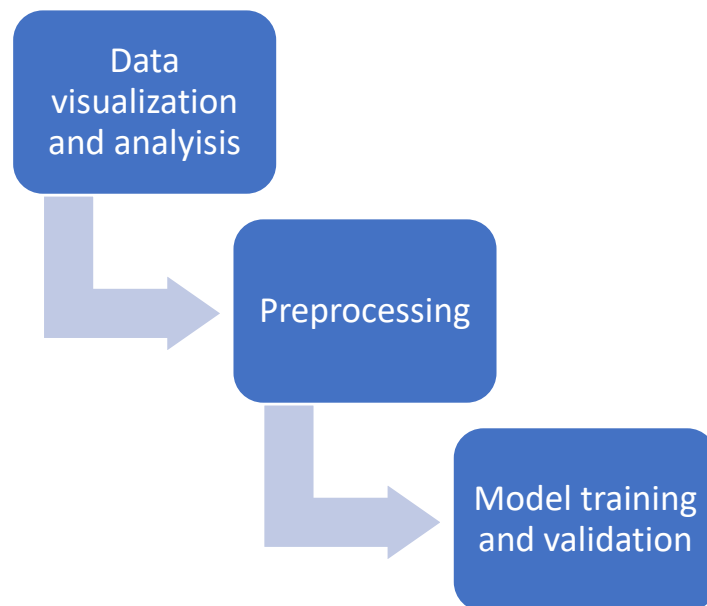 Data
visualization
and analyisis
Preprocessing
Model training
and validation